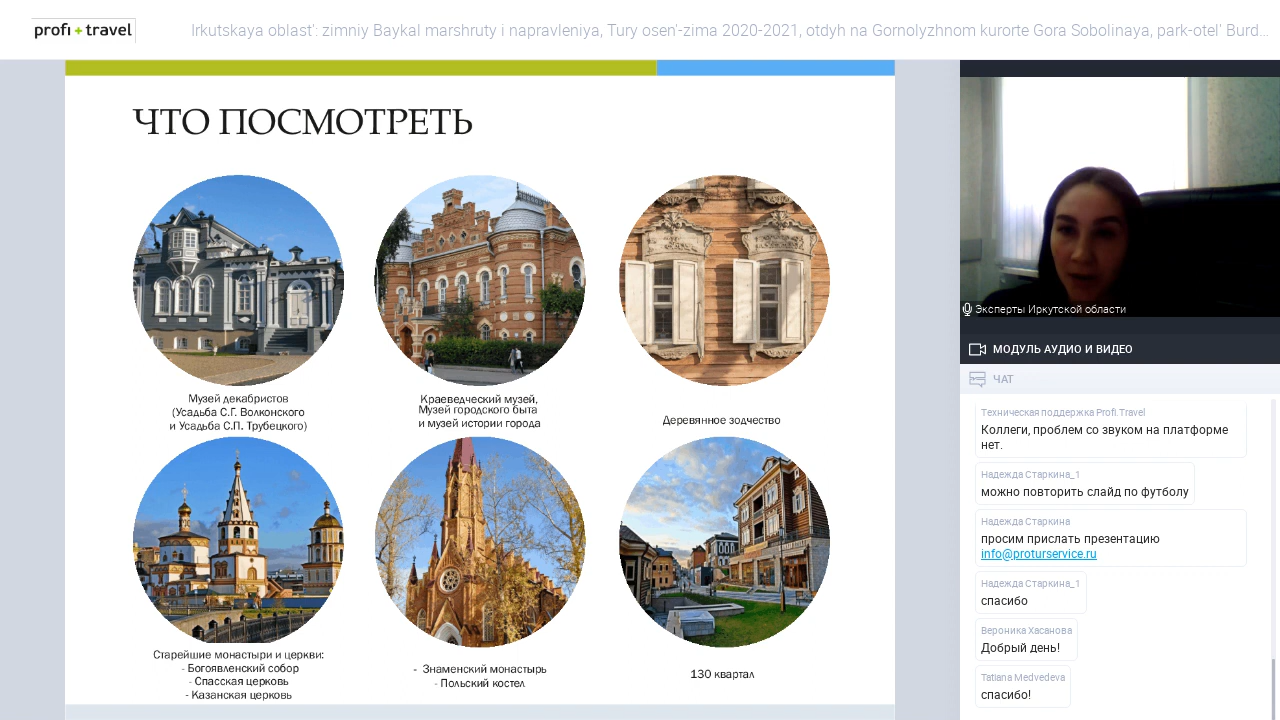 profi + travel
Irkutskaya oblast': zimniy Baykal marshruty i napravleniya, Tury osen'-zima 2020-2021, otdyh na Gornolyzhnom kurorte Gora Sobolinaya, park-otel' Burd...
ЧТО ПОСМОТРЕТЬ
Музей декабристов
(Усадьба С.Г. Волконского
и Усадьба С.П. Трубецкого)
Краеведческий музей,
Музей городского быта
и музей истории города
Деревянное зодчество
Старейшие монастыри и церкви:
- Богоявленский собор
- Спасская церковь
- Казанская церковь
- Знаменский монастырь
- Польский костел
130 квартал
Эксперты Иркутской области
МОДУЛЬ АУДИО И ВИДЕО
ЧАТ
Техническая поддержка Profi.Travel
Коллеги, проблем со звуком на платформе
нет.
Надежда Старкина_1
можно повторить слайд по футболу
Надежда Старкина
просим прислать презентацию
info@proturservice.ru
Надежда Старкина_1
спасибо
Вероника Хасанова
Добрый день!
Tatiana Medvedeva
спасибо!